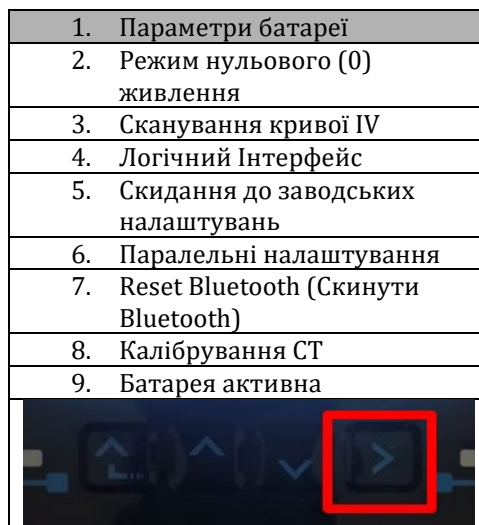 1. Параметри батареї
2. Режим нульового (0)
живлення
3. Сканування кривої IV
4. Логічний Інтерфейс
5. Скидання до заводських
налаштувань
6. Паралельні налаштування
7. Reset Bluetooth (Скинути
Bluetooth)
8. Калібрування СТ
9. Батарея активна